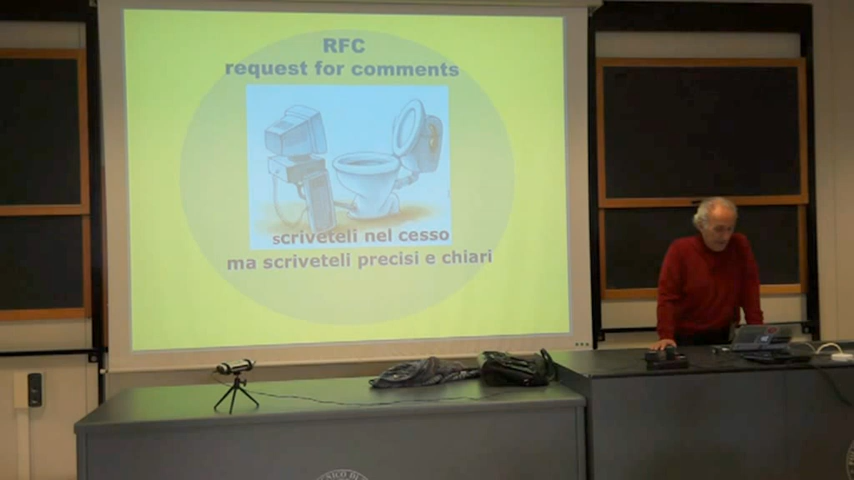 RFC
request for comments
scriveteli nel cesso
ma scriveteli precisi e chiari